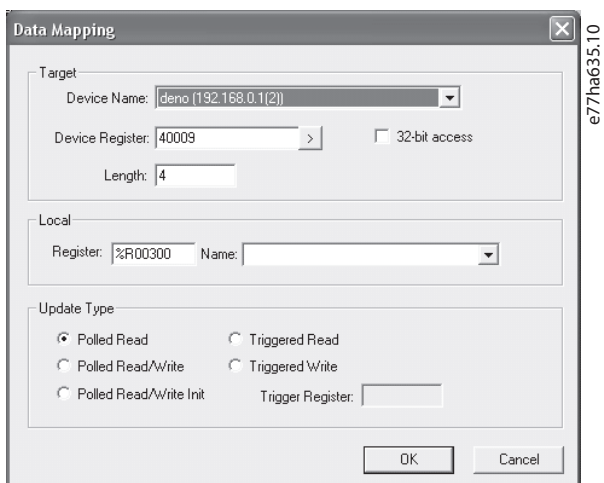 Data Mapping
Target
Device Name: deno (192.168.0.1(2))
Device Register: 40009 > 32-bit access
Length: 4
Local
Register: %R00300 Name:
Update Type
Polled Read Triggered Read
Polled Read/Write Triggered Write
Polled Read/Write Init Trigger Register:
OK Cancel
e77ha635.10